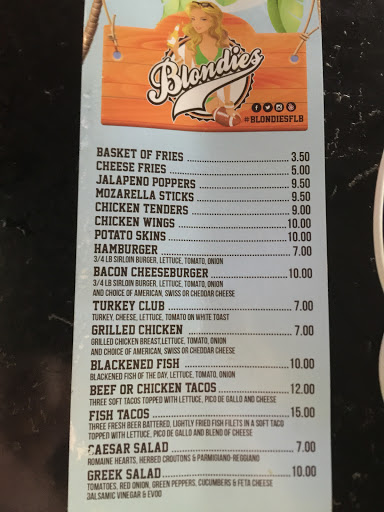 Blondies
#BLONDIESFLB
BASKET OF FRIES 3.50
CHEESE FRIES 5.00
JALAPENO POPPERS 9.50
MOZARELLA STICKS 9.50
CHICKEN TENDERS 9.00
CHICKEN WINGS 10.00
POTATO SKINS 10.00
HAMBURGER 7.00
3/4 LB SIRLOIN BURGER, LETTUCE, TOMATO, ONION
BACON CHEESEBURGER 10.00
3/4 LB SIRLOIN BURGER, LETTUCE, TOMATO, ONION
AND CHOICE OF AMERICAN, SWISS OR CHEDDAR CHEESE
TURKEY CLUB 7.00
TURKEY, CHEESE, LETTUCE, TOMATO ON WHITE TOAST
GRILLED CHICKEN 7.00
GRILLED CHICKEN BREAST,LETTUCE, TOMATO, ONION
AND CHOICE OF AMERICAN, SWISS OR CHEDDAR CHEESE
BLACKENED FISH 10.00
BLACKENED FISH OF THE DAY, LETTUCE, TOMATO, ONION
BEEF OR CHICKEN TACOS 12.00
THREE SOFT TACOS TOPPED WITH LETTUCE, PICO DE GALLO AND CHEESE
FISH TACOS 15.00
THREE FRESH BEER BATTERED, LIGHTLY FRIED FISH FILETS IN A SOFT TACO
TOPPED WITH LETTUCE, PICO DE GALLO AND BLEND OF CHEESE
CAESAR SALAD 7.00
ROMAINE HEARTS, HERBED CROUTONS & PARMIGIANO-REGGIANO
GREEK SALAD 10.00
TOMATOES, RED ONION, GREEN PEPPERS, CUCUMBERS & FETA CHEESE
BALSAMIC VINEGAR & EVOO